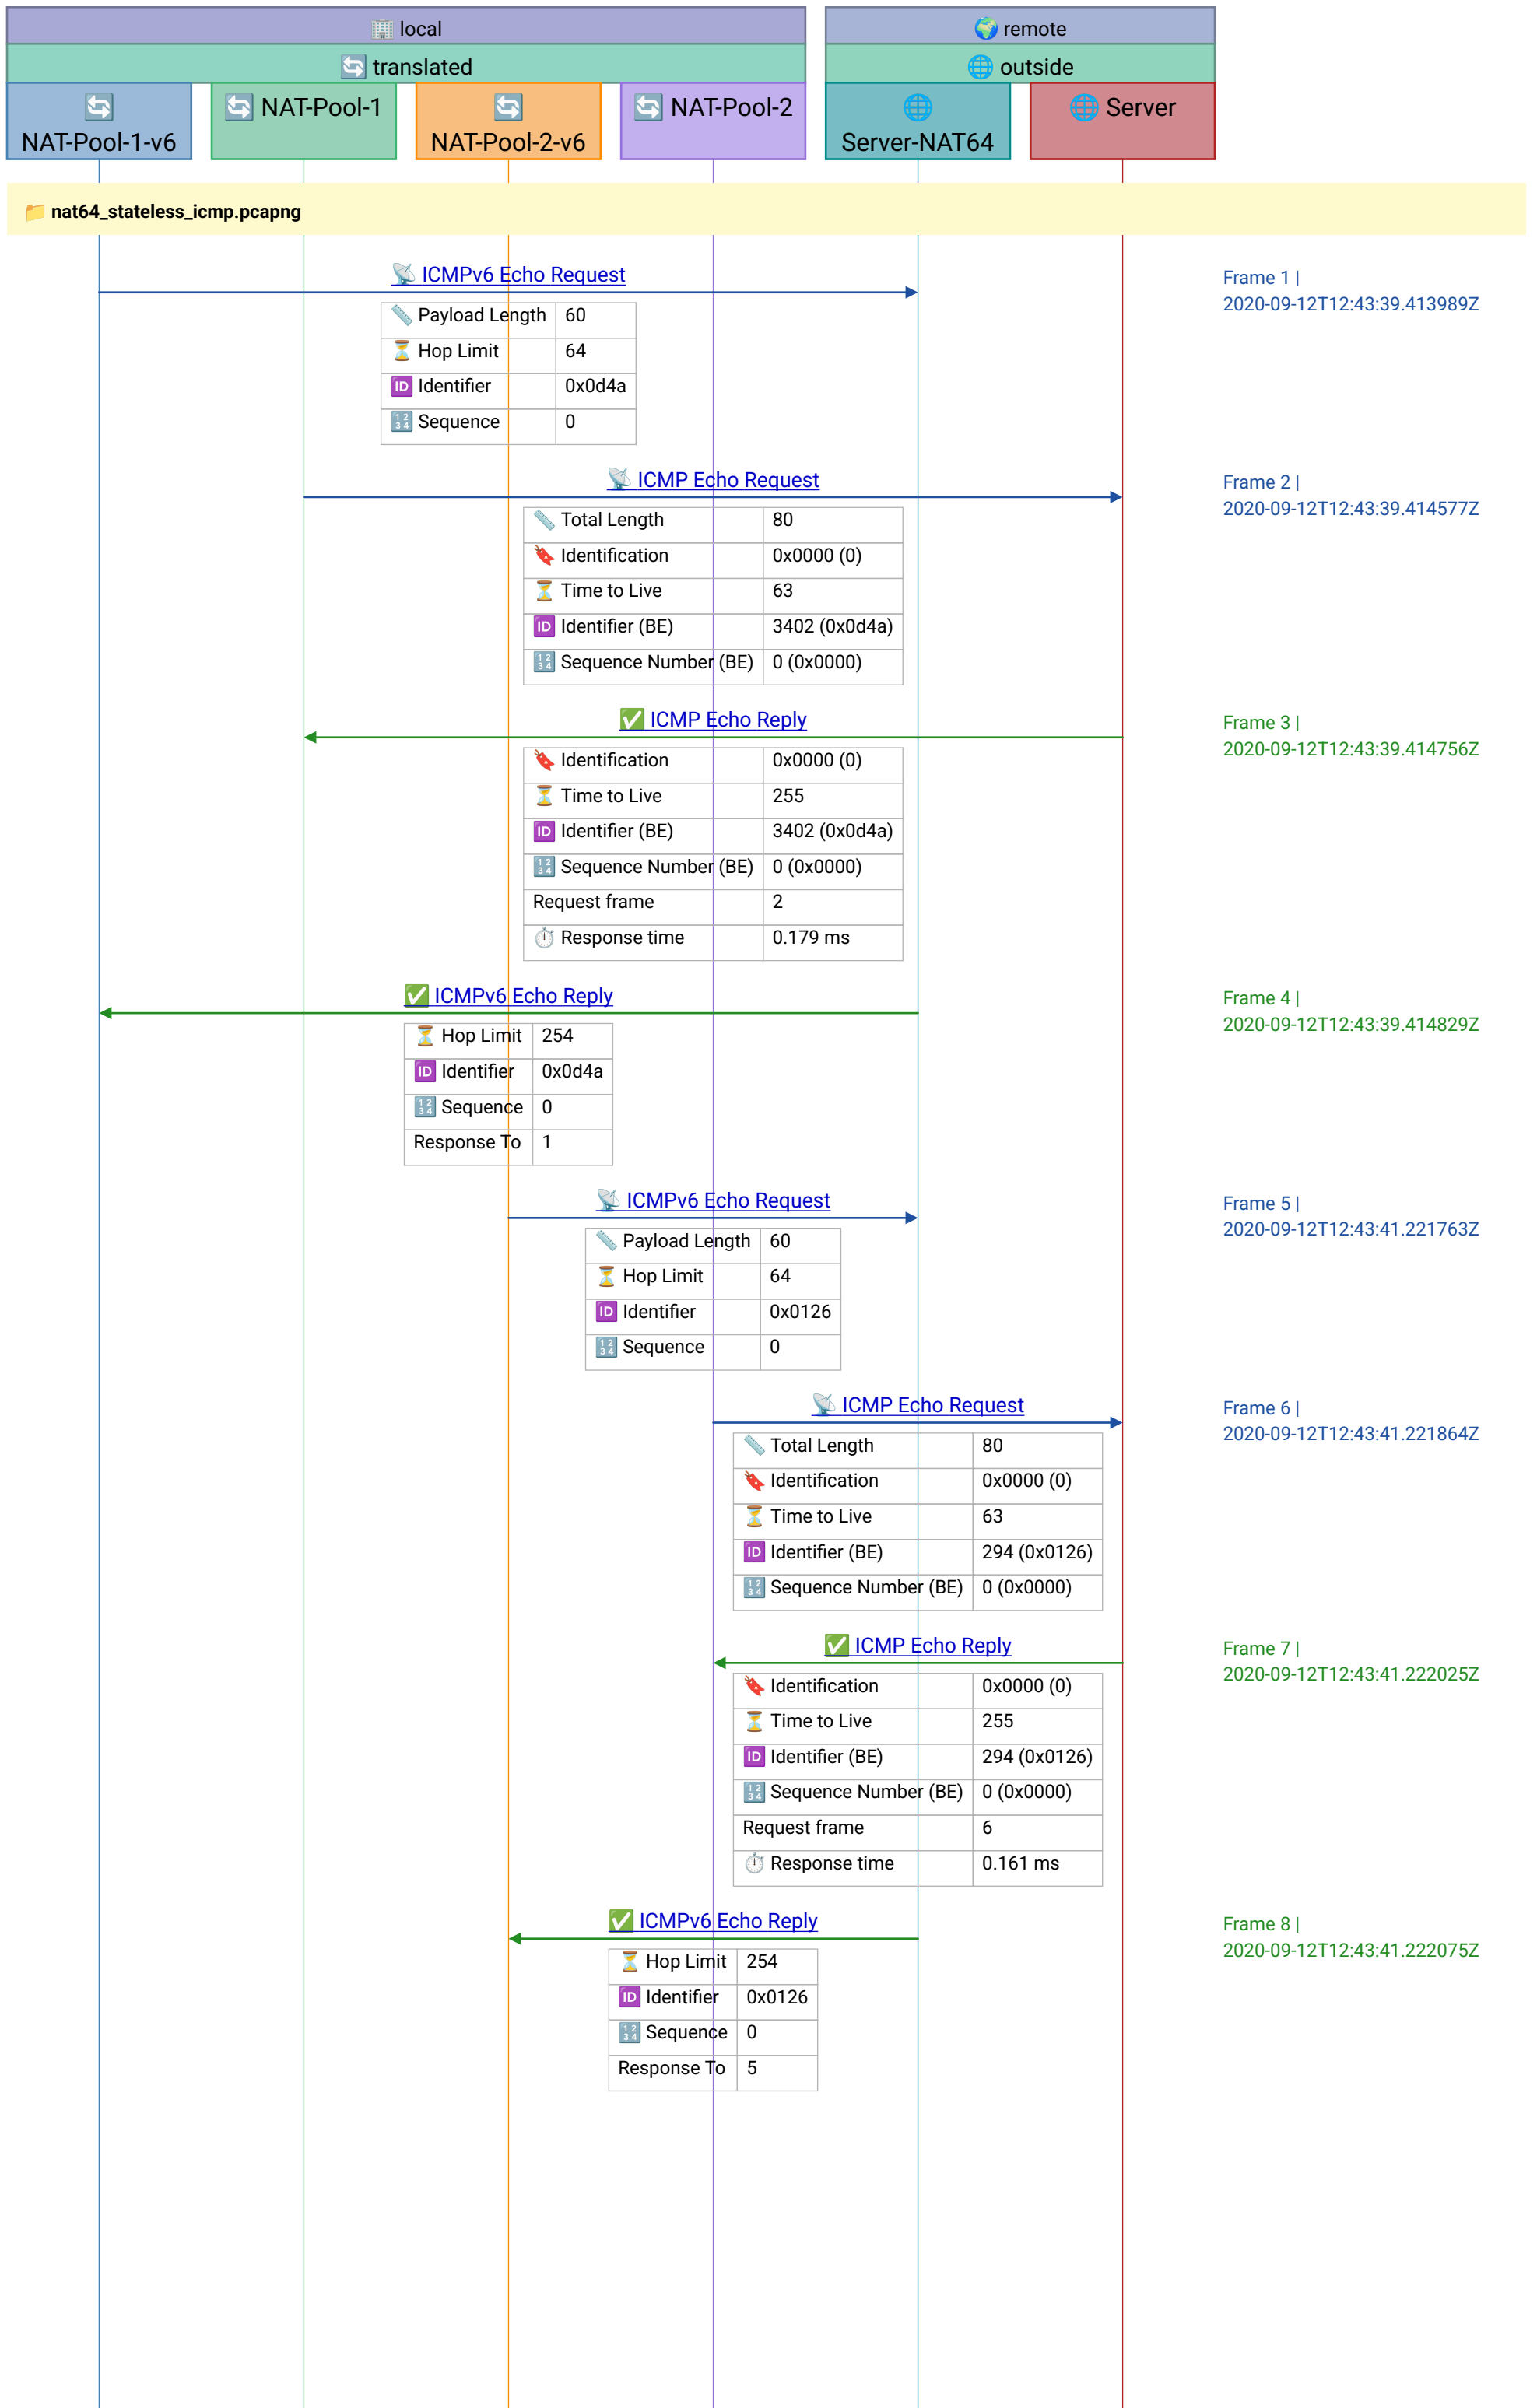 🏢 local
🌍 remote
🔄 translated
🌐 outside
🔄
NAT-Pool-1-v6
🔄 NAT-Pool-1
🔄
NAT-Pool-2-v6
🔄 NAT-Pool-2
🌐
Server-NAT64
🌐 Server
📁 nat64_stateless_icmp.pcapng
📡 ICMPv6 Echo Request
Frame 1 |
2020-09-12T12:43:39.413989Z
📏 Payload Length 60
⏳ Hop Limit 64
🆔 Identifier 0x0d4a
🔢 Sequence 0
📡 ICMP Echo Request
Frame 2 |
2020-09-12T12:43:39.414577Z
📏 Total Length 80
🔖 Identification 0x0000 (0)
⏳ Time to Live 63
🆔 Identifier (BE) 3402 (0x0d4a)
🔢 Sequence Number (BE) 0 (0x0000)
✅ ICMP Echo Reply
Frame 3 |
2020-09-12T12:43:39.414756Z
🔖 Identification 0x0000 (0)
⏳ Time to Live 255
🆔 Identifier (BE) 3402 (0x0d4a)
🔢 Sequence Number (BE) 0 (0x0000)
Request frame 2
⏱️ Response time 0.179 ms
✅ ICMPv6 Echo Reply
Frame 4 |
2020-09-12T12:43:39.414829Z
⏳ Hop Limit 254
🆔 Identifier 0x0d4a
🔢 Sequence 0
Response To 1
📡 ICMPv6 Echo Request
Frame 5 |
2020-09-12T12:43:41.221763Z
📏 Payload Length 60
⏳ Hop Limit 64
🆔 Identifier 0x0126
🔢 Sequence 0
📡 ICMP Echo Request
Frame 6 |
2020-09-12T12:43:41.221864Z
📏 Total Length 80
🔖 Identification 0x0000 (0)
⏳ Time to Live 63
🆔 Identifier (BE) 294 (0x0126)
🔢 Sequence Number (BE) 0 (0x0000)
✅ ICMP Echo Reply
Frame 7 |
2020-09-12T12:43:41.222025Z
🔖 Identification 0x0000 (0)
⏳ Time to Live 255
🆔 Identifier (BE) 294 (0x0126)
🔢 Sequence Number (BE) 0 (0x0000)
Request frame 6
⏱️ Response time 0.161 ms
✅ ICMPv6 Echo Reply
Frame 8 |
2020-09-12T12:43:41.222075Z
⏳ Hop Limit 254
🆔 Identifier 0x0126
🔢 Sequence 0
Response To 5